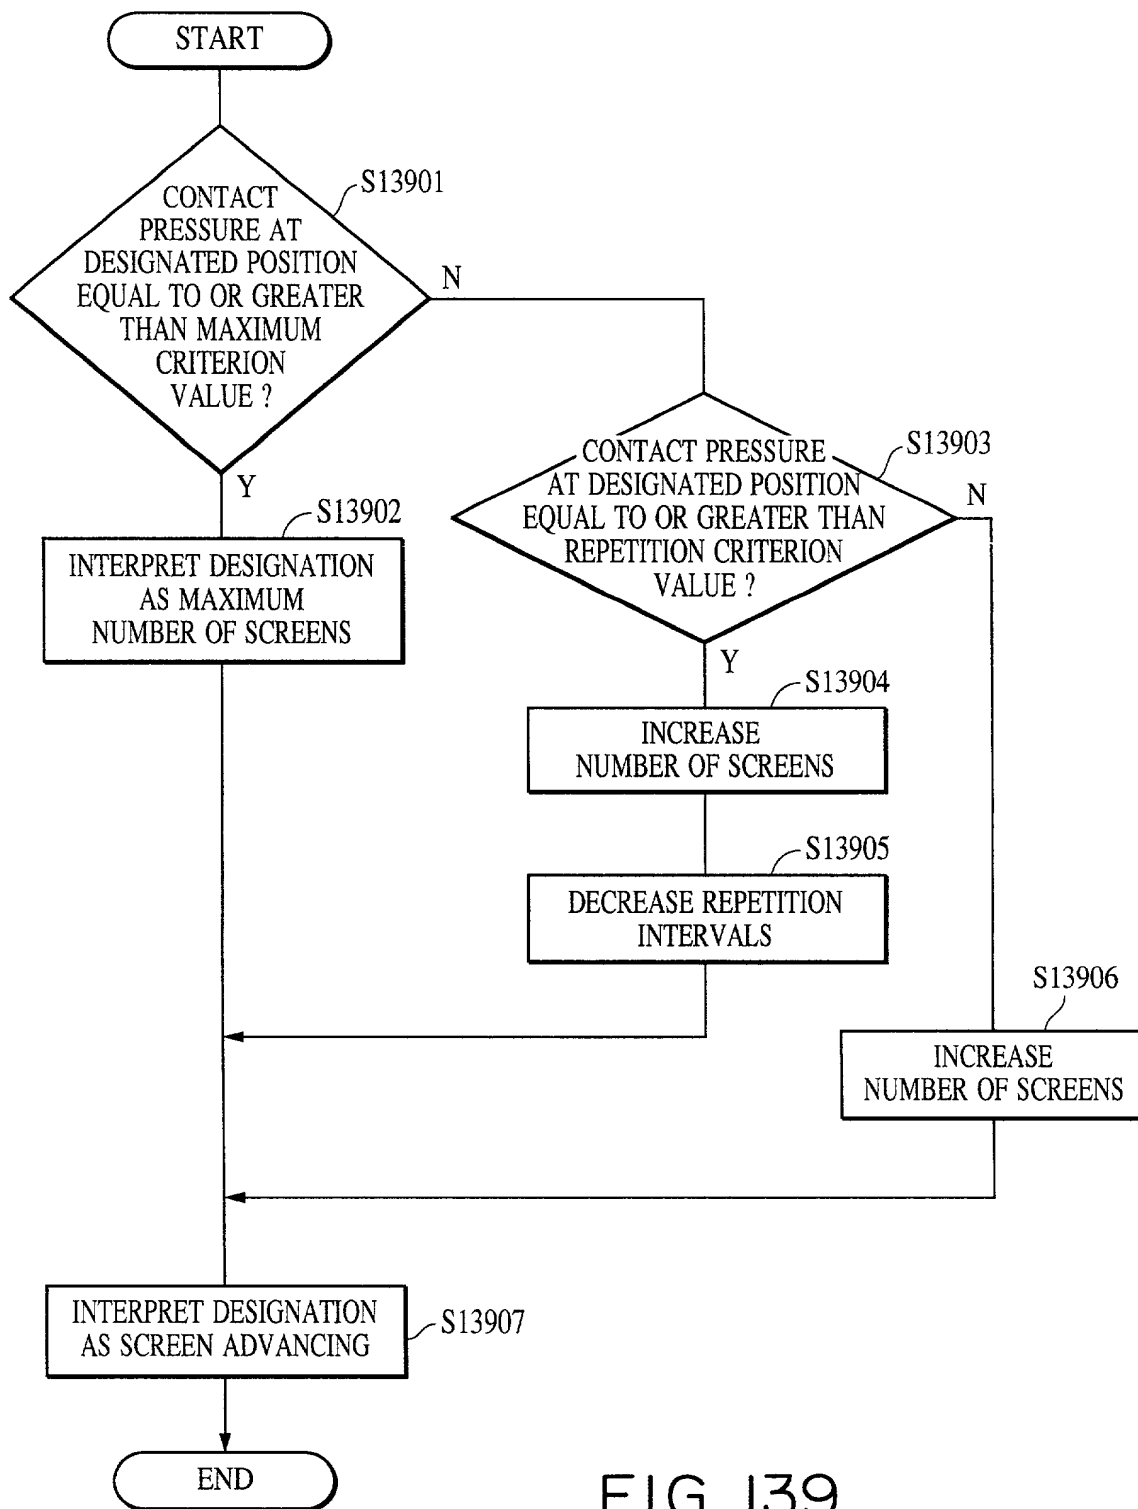 START
S13901
CONTACT
PRESSURE AT
DESIGNATED POSITION
EQUAL TO OR GREATER
THAN MAXIMUM
CRITERION
VALUE ?
N
Y
S13902
INTERPRET DESIGNATION
AS MAXIMUM
NUMBER OF SCREENS
S13903
CONTACT PRESSURE
AT DESIGNATED POSITION
EQUAL TO OR GREATER THAN
REPETITION CRITERION
VALUE ?
N
Y
S13904
INCREASE
NUMBER OF SCREENS
S13905
DECREASE REPETITION
INTERVALS
S13906
INCREASE
NUMBER OF SCREENS
INTERPRET DESIGNATION
AS SCREEN ADVANCING
S13907
END
FIG. 139